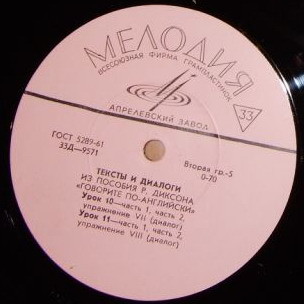 МЕЛОДИЯ
ВСЕСОЮЗНАЯ ФИРМА ГРАМПЛАСТИНОК
33
АПРЕЛЕВСКИЙ ЗАВОД
ГОСТ 5289-61
33Д—9571
Вторая гр.-5
0-70
ТЕКСТЫ И ДИАЛОГИ
ИЗ ПОСОБИЯ Р. ДИКСОНА
«ГОВОРИТЕ ПО-АНГЛИЙСКИ»
Урок 10—часть 1, часть 2,
упражнение VII (диалог)
Урок 11—часть 1, часть 2,
упражнение VIII (диалог)